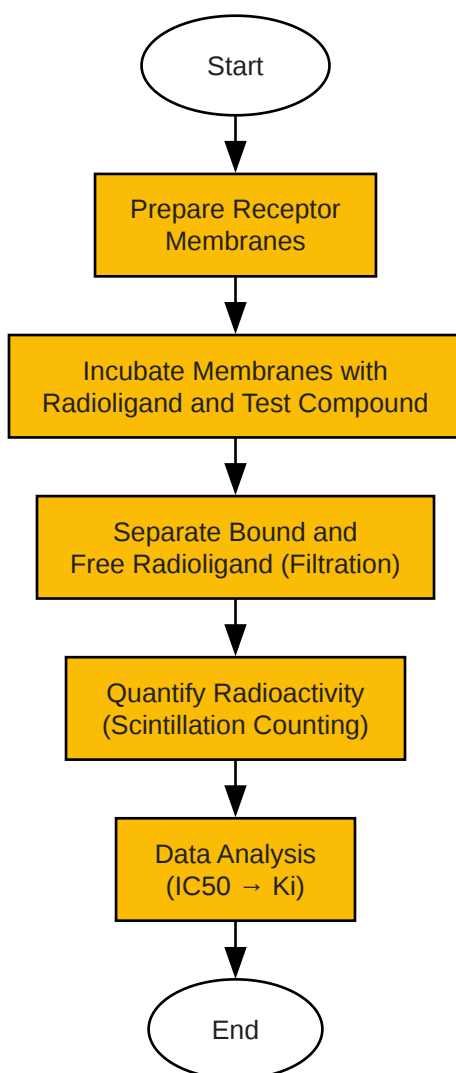 Start
Prepare Receptor
Membranes
Incubate Membranes with
Radioligand and Test Compound
Separate Bound and
Free Radioligand (Filtration)
Quantify Radioactivity
(Scintillation Counting)
Data Analysis
(IC50 → Ki)
End